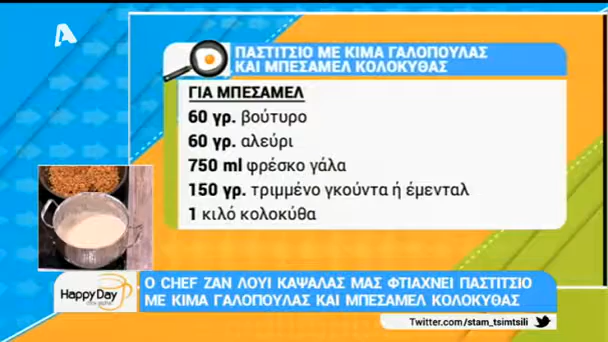 ΠΑΣΤΙΤΣΙΟ ΜΕ ΚΙΜΑ ΓΑΛΟΠΟΥΛΑΣ
ΚΑΙ ΜΠΕΣΑΜΕΛ ΚΟΛΟΚΥΘΑΣ
ΓΙΑ ΜΠΕΣΑΜΕΛ
60 γρ. βούτυρο
60 γρ. αλεύρι
750 ml φρέσκο γάλα
150 γρ. τριμμένο γκούντα ή έμενταλ
1 κιλό κολοκύθα
Happy Day
Ο CHEF ΖΑΝ ΛΟΥΙ ΚΑΨΑΛΑΣ ΜΑΣ ΦΤΙΑΧΝΕΙ ΠΑΣΤΙΤΣΙΟ
ΜΕ ΚΙΜΑ ΓΑΛΟΠΟΥΛΑΣ ΚΑΙ ΜΠΕΣΑΜΕΛ ΚΟΛΟΚΥΘΑΣ
Twitter.com/stam_tsimtsili